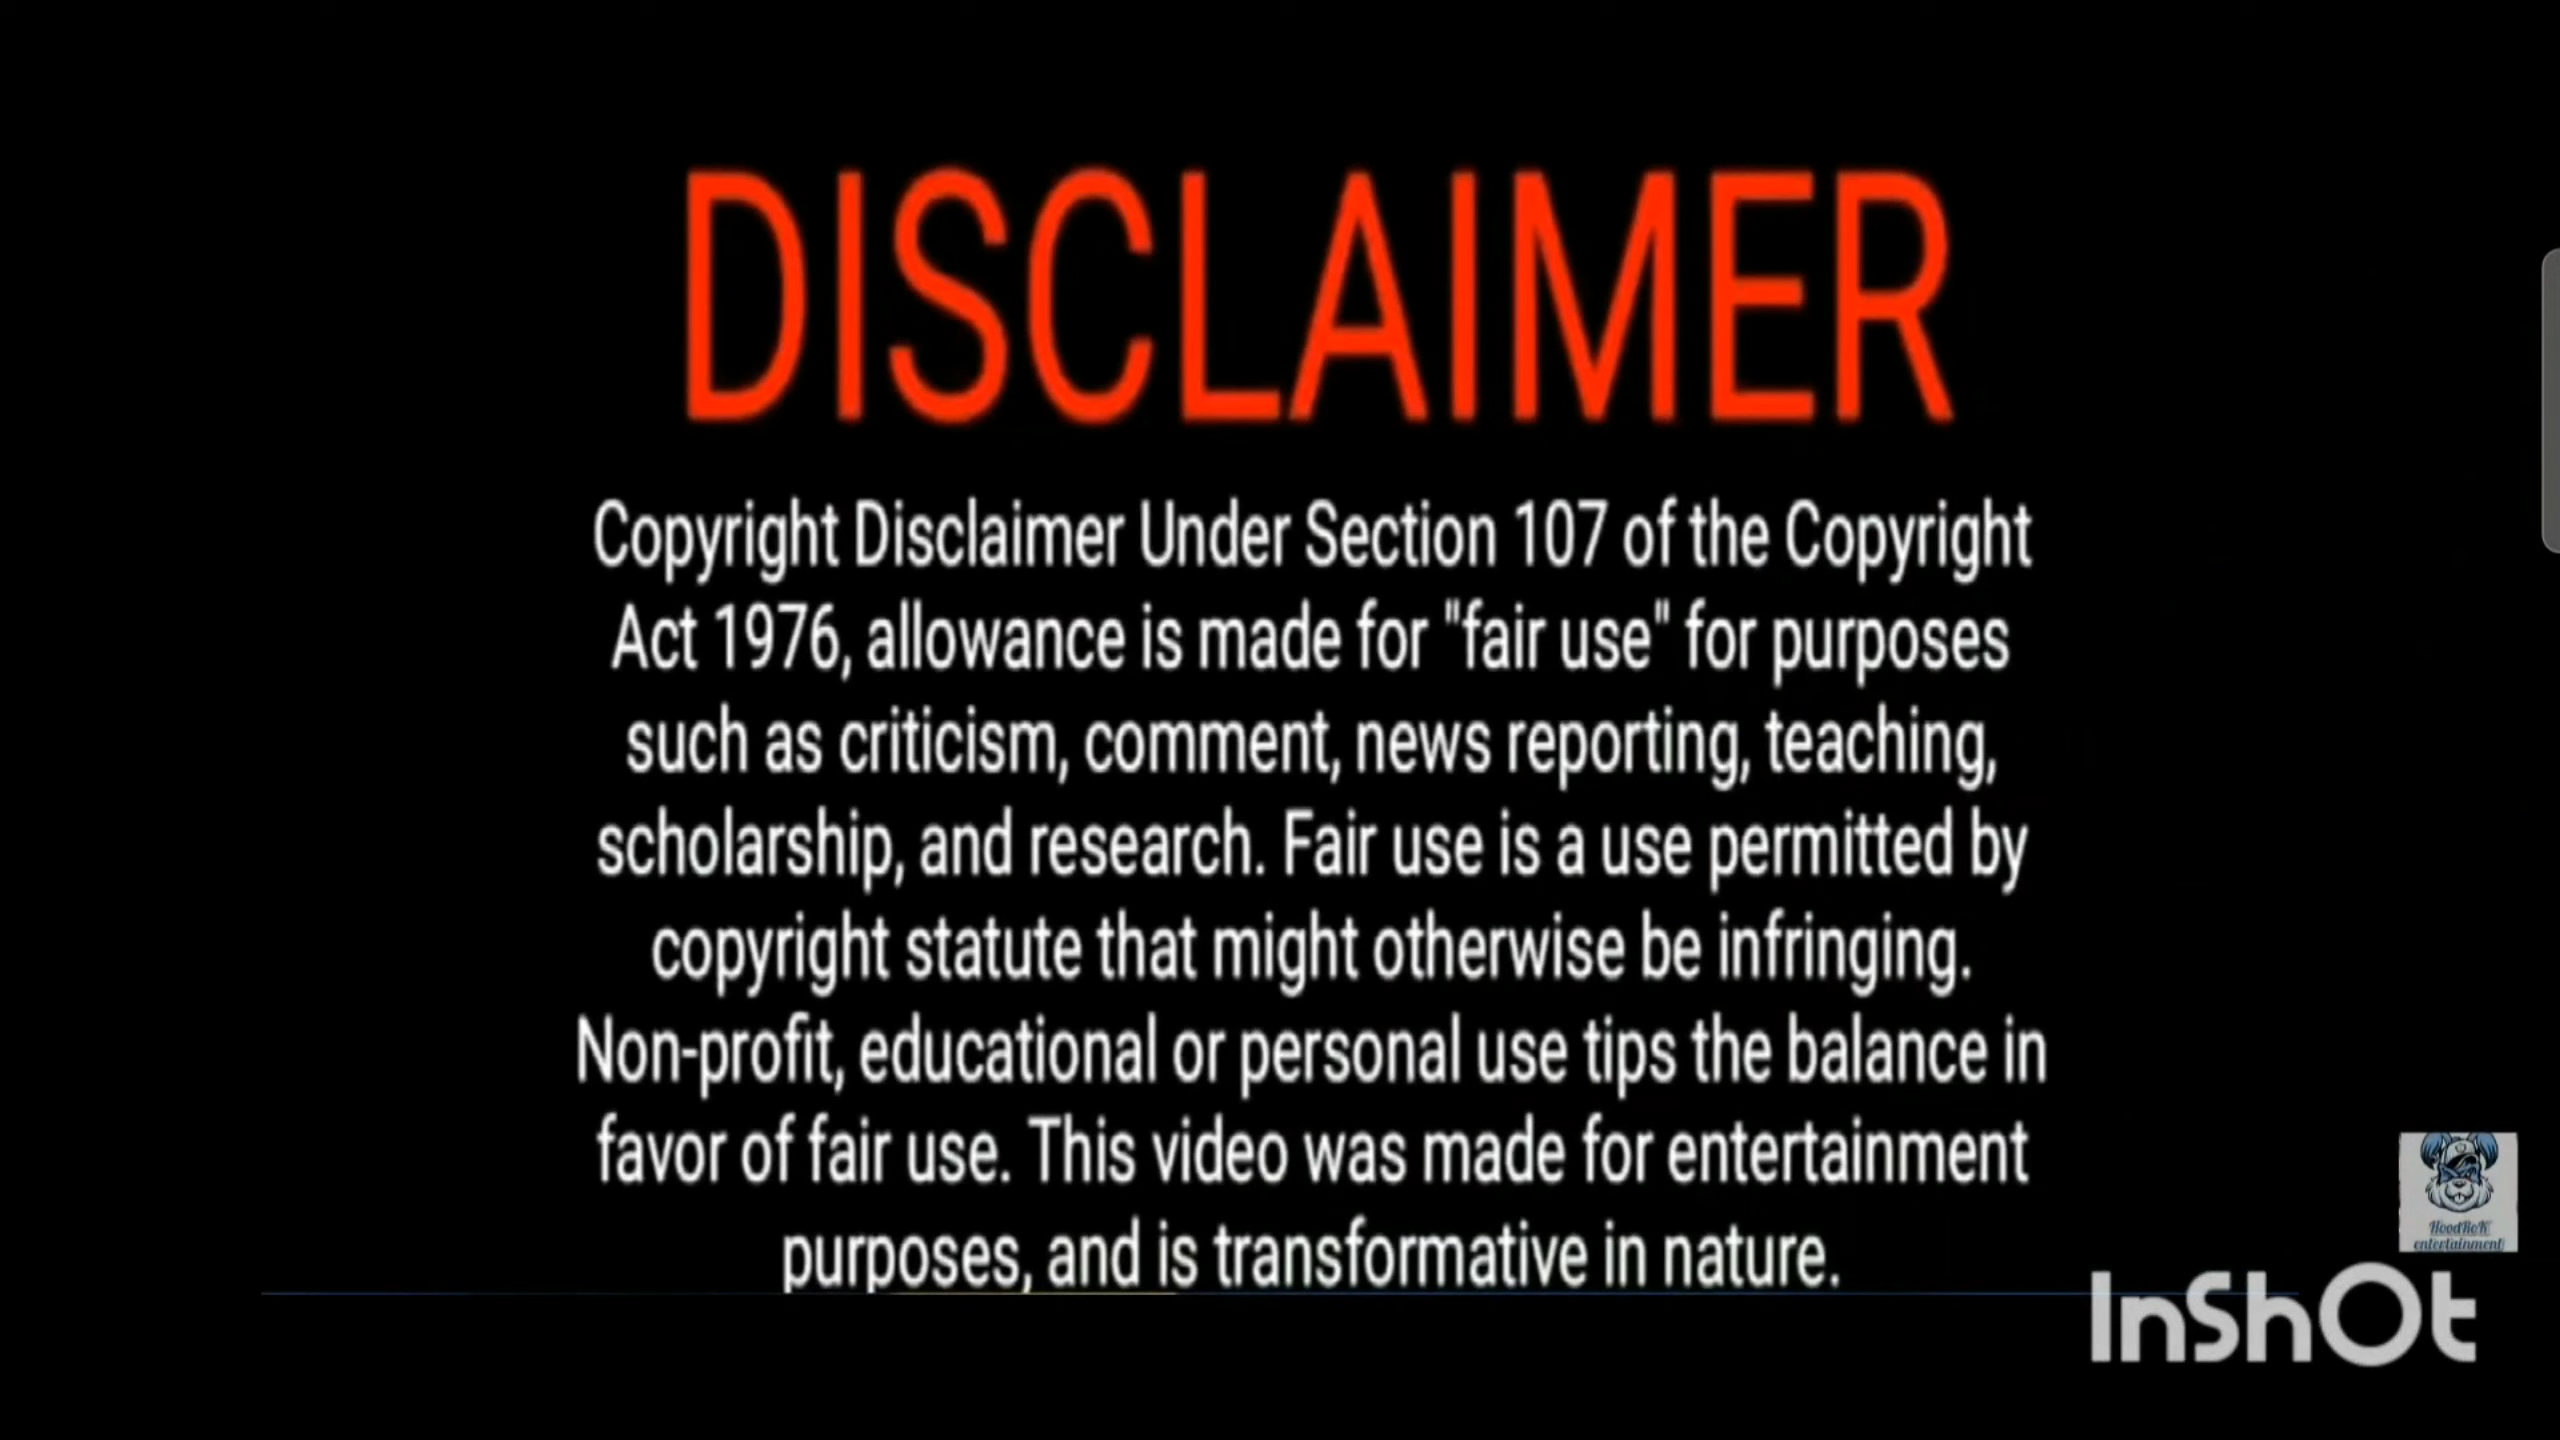 DISCLAIMER
Copyright Disclaimer Under Section 107 of the Copyright
Act 1976, allowance is made for "fair use" for purposes
such as criticism, comment, news reporting, teaching,
scholarship, and research. Fair use is a use permitted by
copyright statute that might otherwise be infringing.
Non-profit, educational or personal use tips the balance in
favor of fair use. This video was made for entertainment
purposes, and is transformative in nature.
HoodRoK
entertainment
InShOt